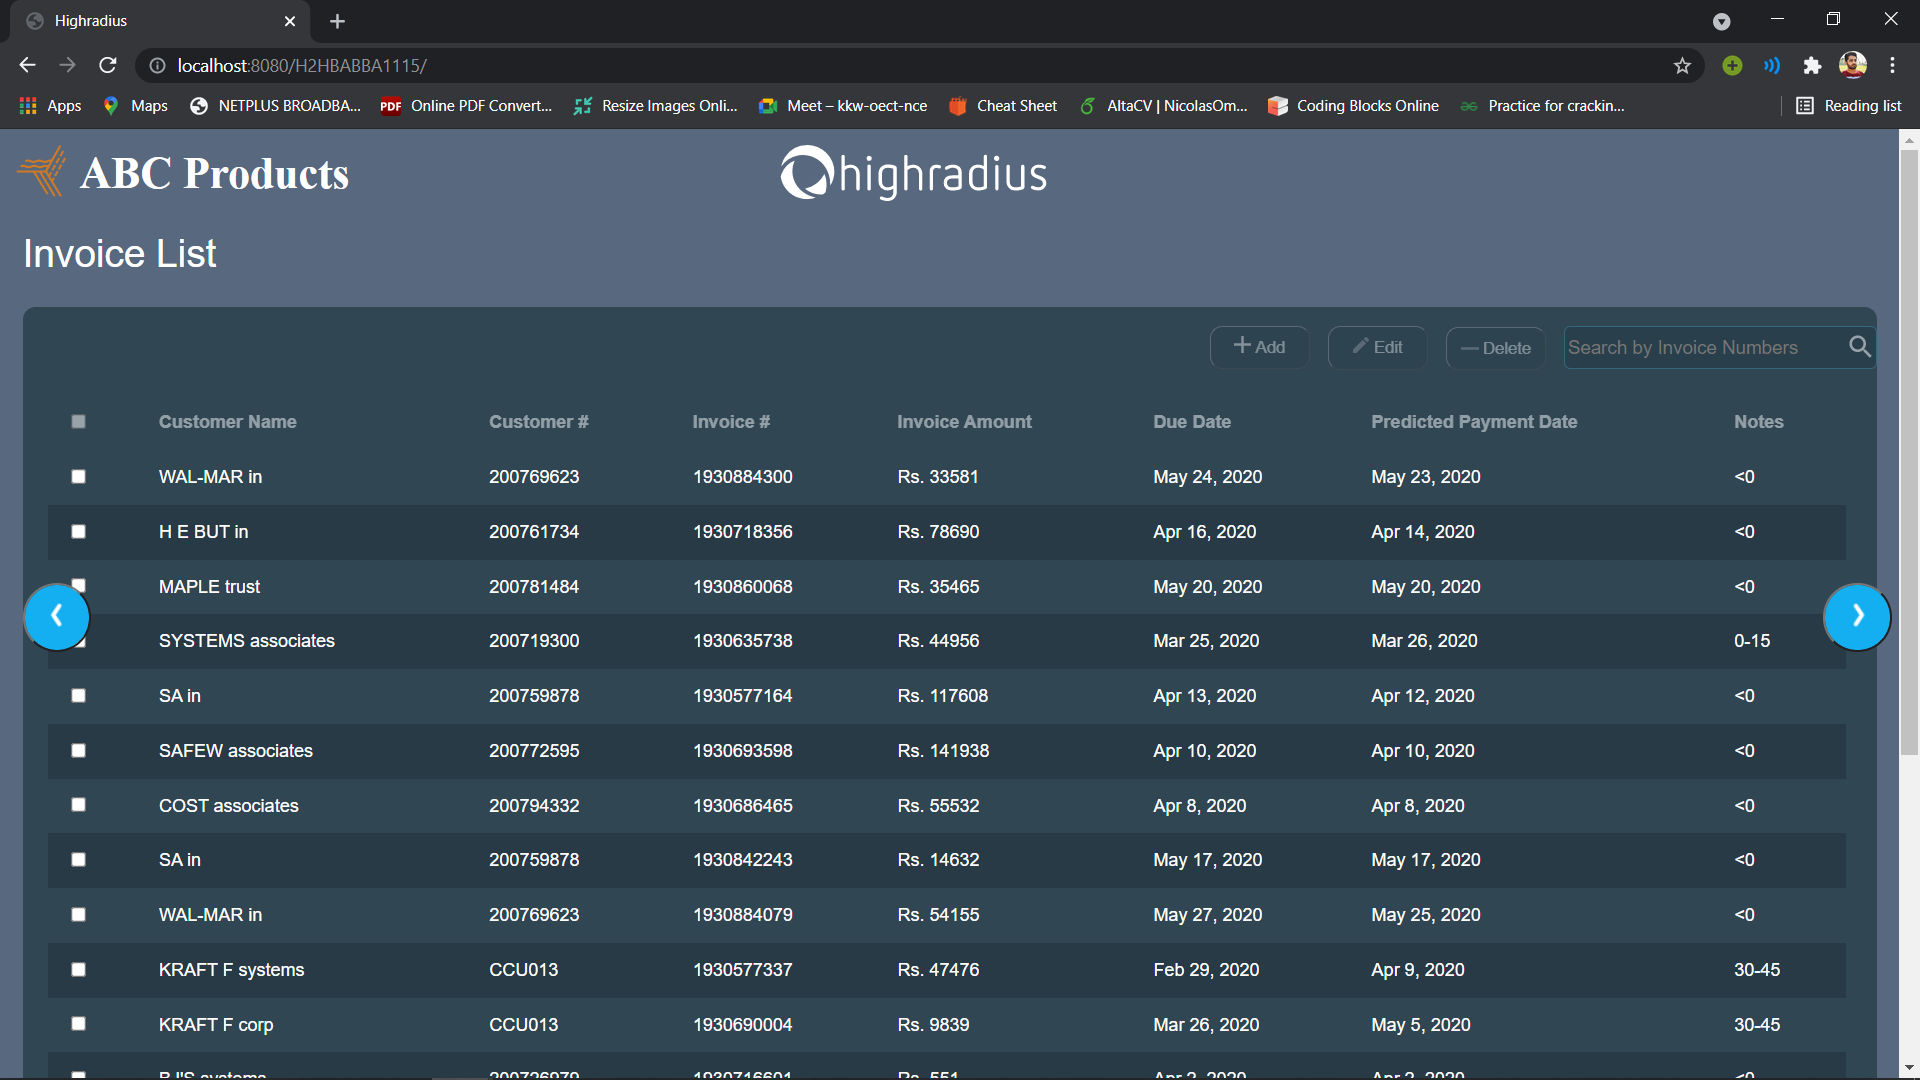 Highradius
localhost:8080/H2HBABBA1115/
Apps Maps NETPLUS BROADBA... PDF Online PDF Convert... Resize Images Onli... Meet – kkw-oect-nce Cheat Sheet AltaCV | NicolasOm... Coding Blocks Online Practice for crackin... Reading list
ABC Products highradius
Invoice List
Add Edit Delete Search by Invoice Numbers
Customer Name Customer # Invoice # Invoice Amount Due Date Predicted Payment Date Notes
WAL-MAR in 200769623 1930884300 Rs. 33581 May 24, 2020 May 23, 2020 <0
H E BUT in 200761734 1930718356 Rs. 78690 Apr 16, 2020 Apr 14, 2020 <0
MAPLE trust 200781484 1930860068 Rs. 35465 May 20, 2020 May 20, 2020 <0
SYSTEMS associates 200719300 1930635738 Rs. 44956 Mar 25, 2020 Mar 26, 2020 0-15
SA in 200759878 1930577164 Rs. 117608 Apr 13, 2020 Apr 12, 2020 <0
SAFEW associates 200772595 1930693598 Rs. 141938 Apr 10, 2020 Apr 10, 2020 <0
COST associates 200794332 1930686465 Rs. 55532 Apr 8, 2020 Apr 8, 2020 <0
SA in 200759878 1930842243 Rs. 14632 May 17, 2020 May 17, 2020 <0
WAL-MAR in 200769623 1930884079 Rs. 54155 May 27, 2020 May 25, 2020 <0
KRAFT F systems CCU013 1930577337 Rs. 47476 Feb 29, 2020 Apr 9, 2020 30-45
KRAFT F corp CCU013 1930690004 Rs. 9839 Mar 26, 2020 May 5, 2020 30-45